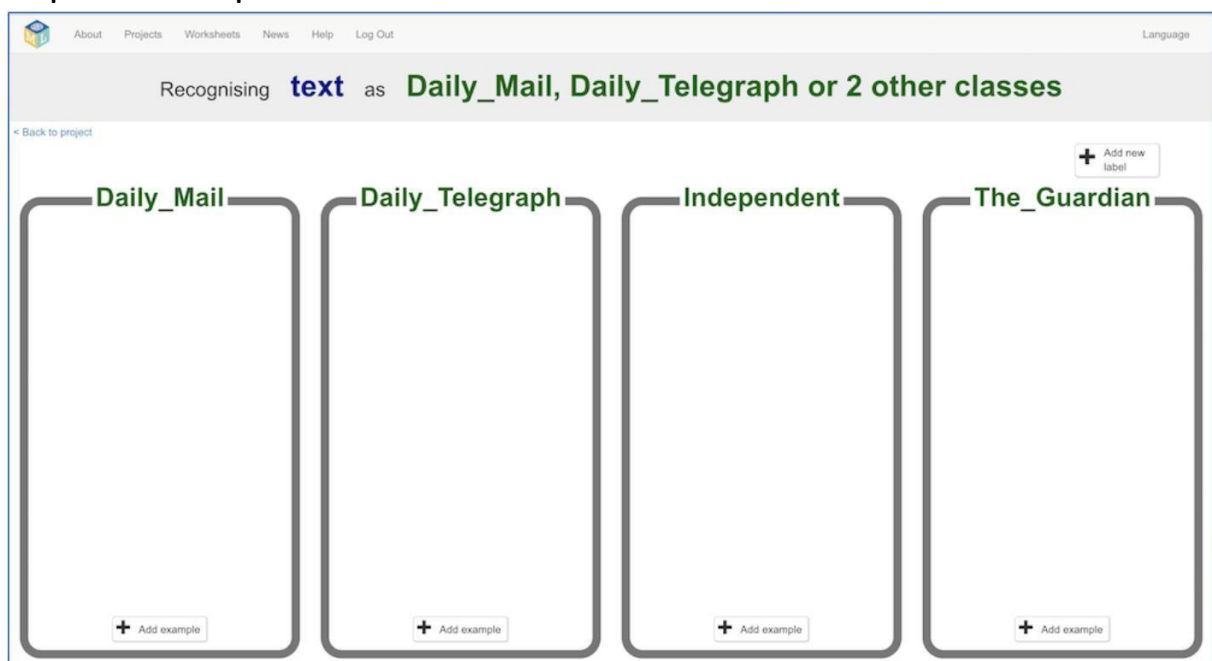 About Projects Worksheets News Help Log Out Language
Recognising text as Daily_Mail, Daily_Telegraph or 2 other classes
< Back to project
Add new
label
Daily_Mail Daily_Telegraph Independent The_Guardian
Add example Add example Add example Add example